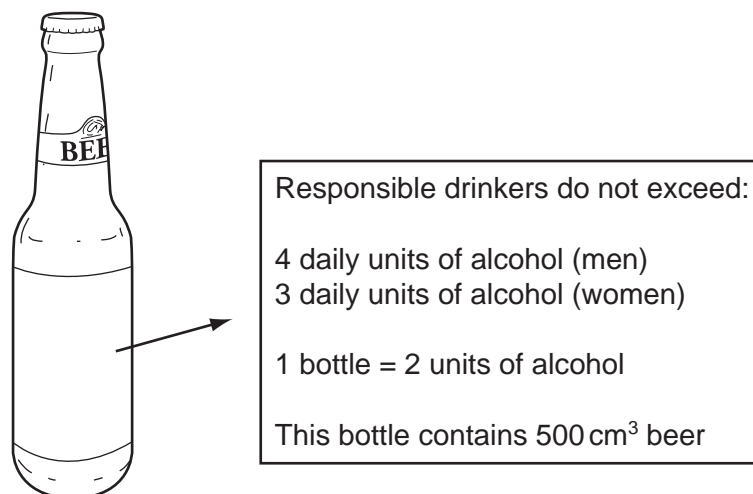 BEE
Responsible drinkers do not exceed:
4 daily units of alcohol (men)
3 daily units of alcohol (women)
1 bottle = 2 units of alcohol
This bottle contains 500 cm³ beer